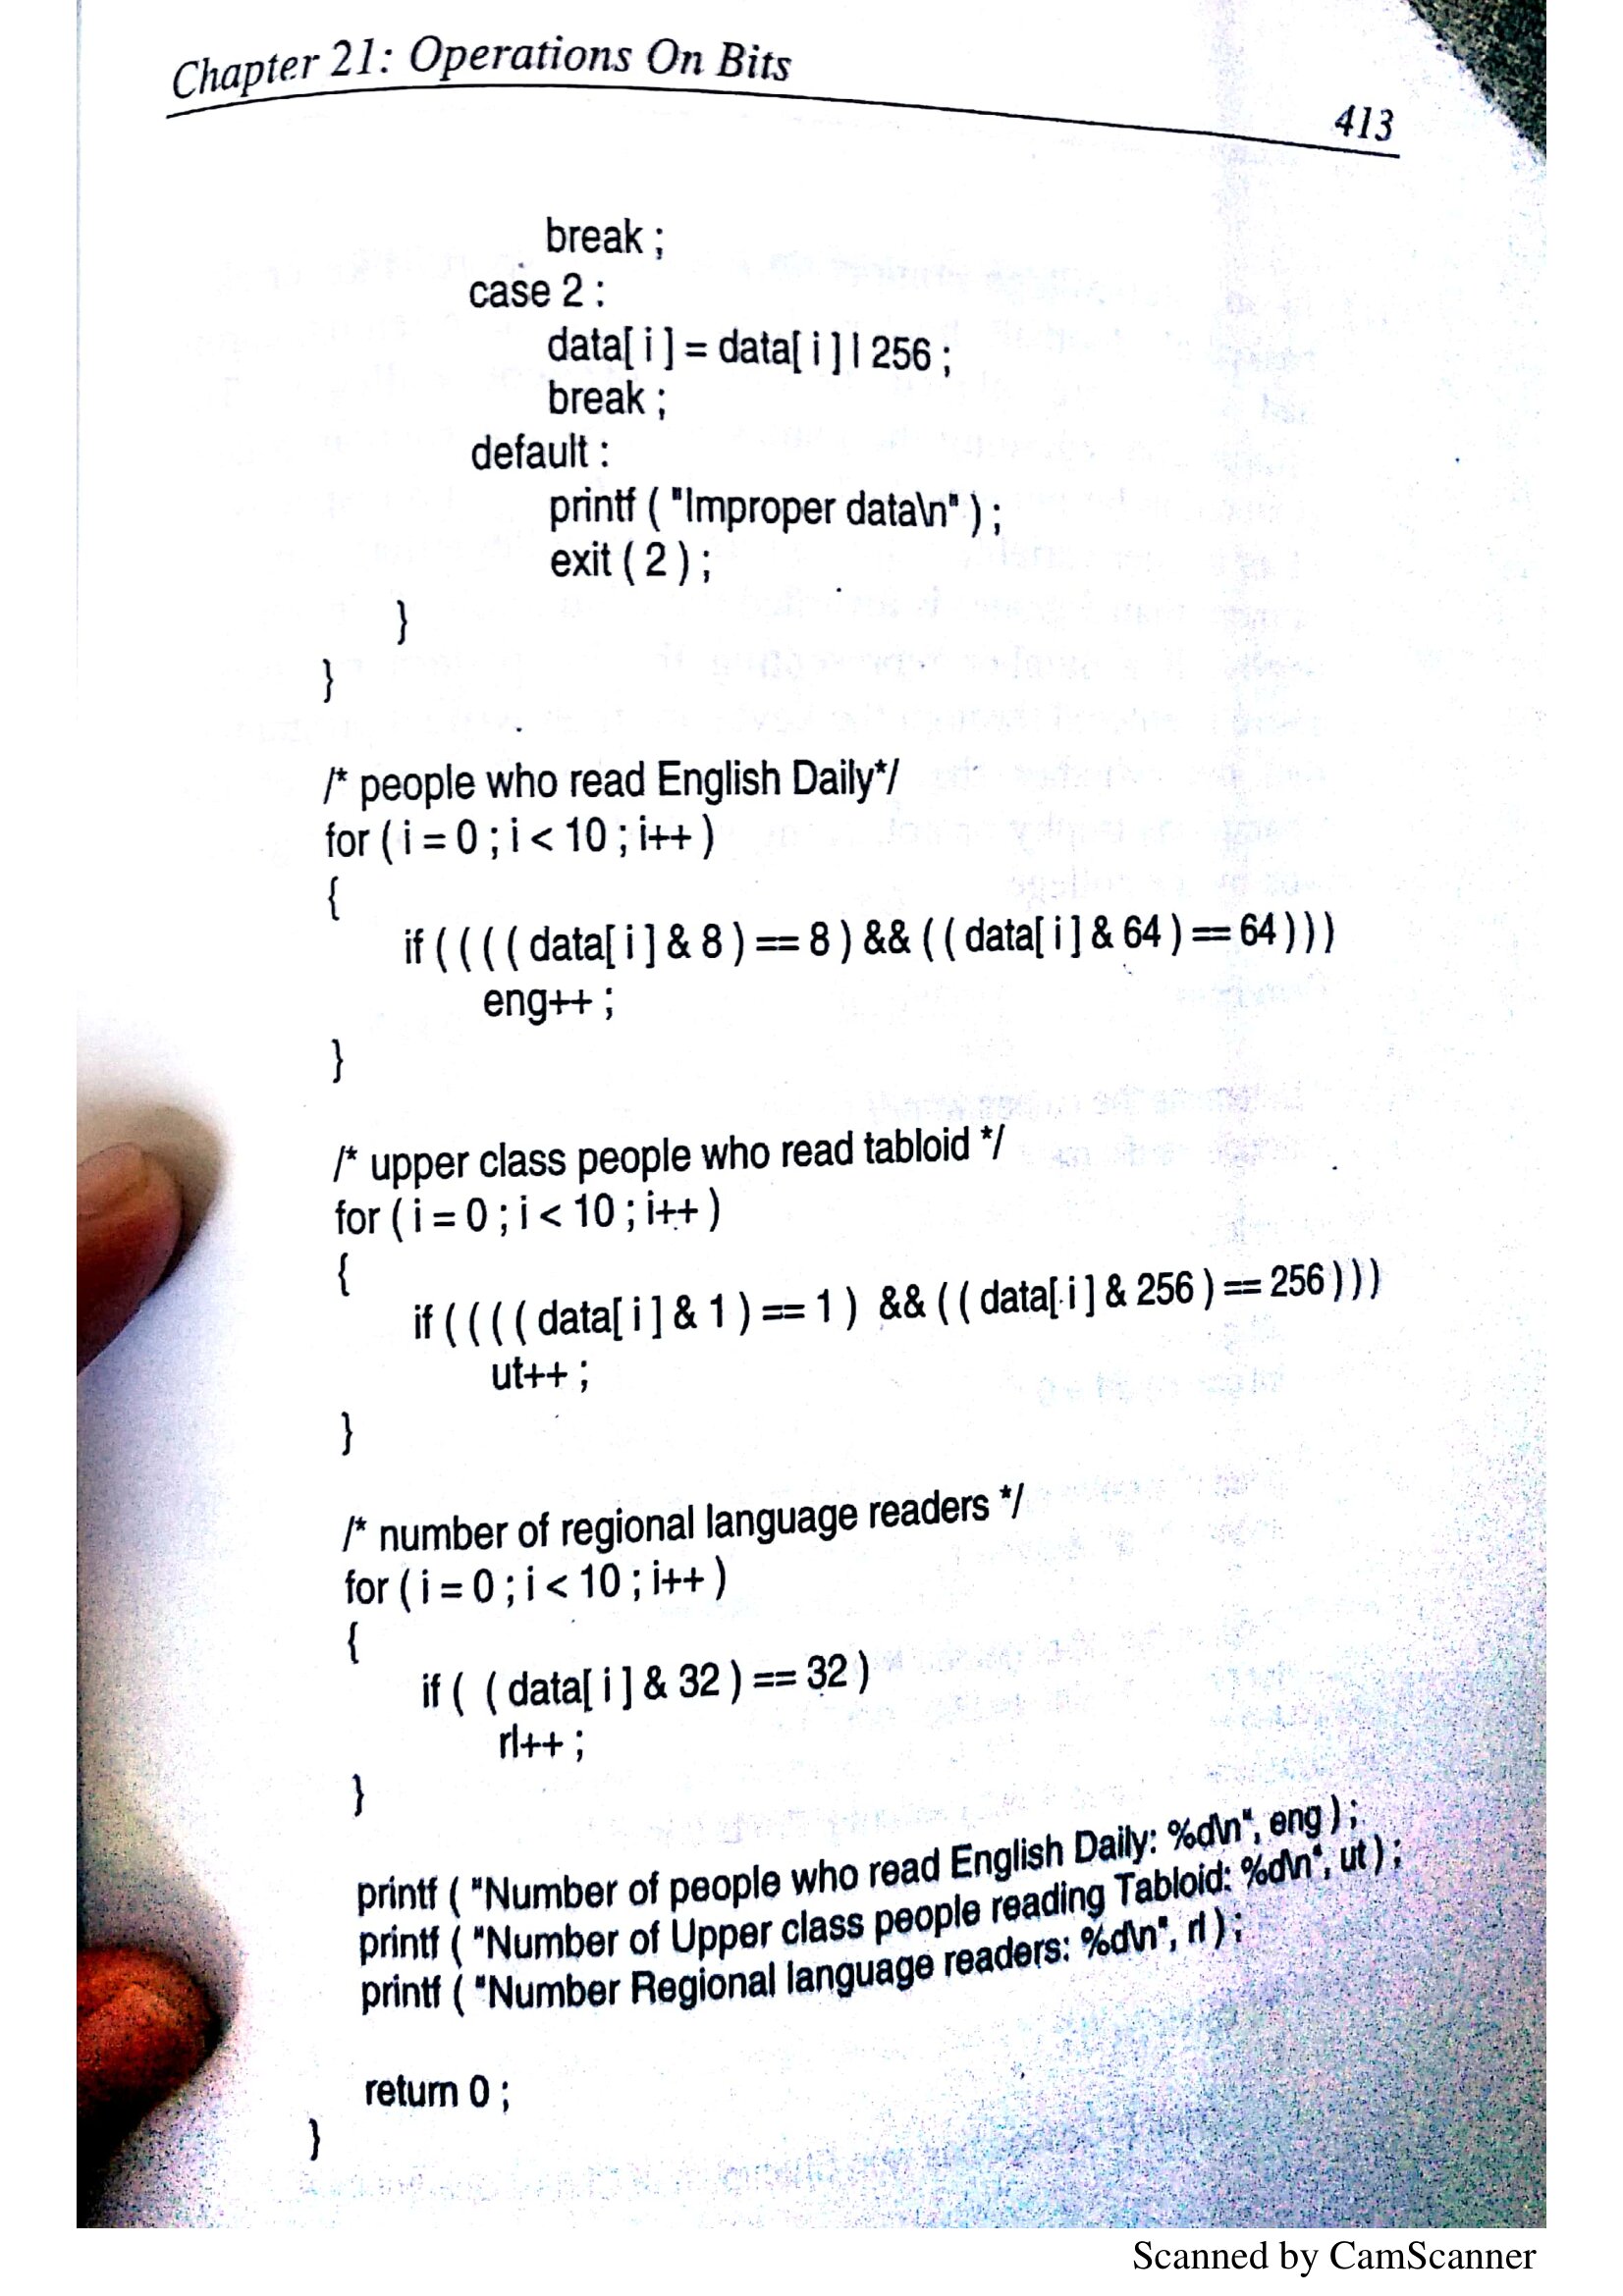 Chapter 21: Operations On Bits
413
break ;
case 2 :
data[ i ] = data[ i ] | 256 ;
break ;
default :
printf ( "Improper data\n" ) ;
exit ( 2 ) ;
}
}
/* people who read English Daily*/
for ( i = 0 ; i < 10 ; i++ )
{
if ( ( ( ( data[ i ] & 8 ) == 8 ) && ( ( data[ i ] & 64 ) == 64 ) ) )
eng++ ;
}
/* upper class people who read tabloid */
for ( i = 0 ; i < 10 ; i++ )
{
if ( ( ( ( data[ i ] & 1 ) == 1 ) && ( ( data[ i ] & 256 ) == 256 ) ) )
ut++ ;
}
/* number of regional language readers */
for ( i = 0 ; i < 10 ; i++ )
{
if ( ( data[ i ] & 32 ) == 32 )
rl++ ;
}
printf ( "Number of people who read English Daily: %d\n", eng ) ;
printf ( "Number of Upper class people reading Tabloid: %d\n", ut ) ;
printf ( "Number Regional language readers: %d\n", rl ) ;
return 0 ;
}
Scanned by CamScanner